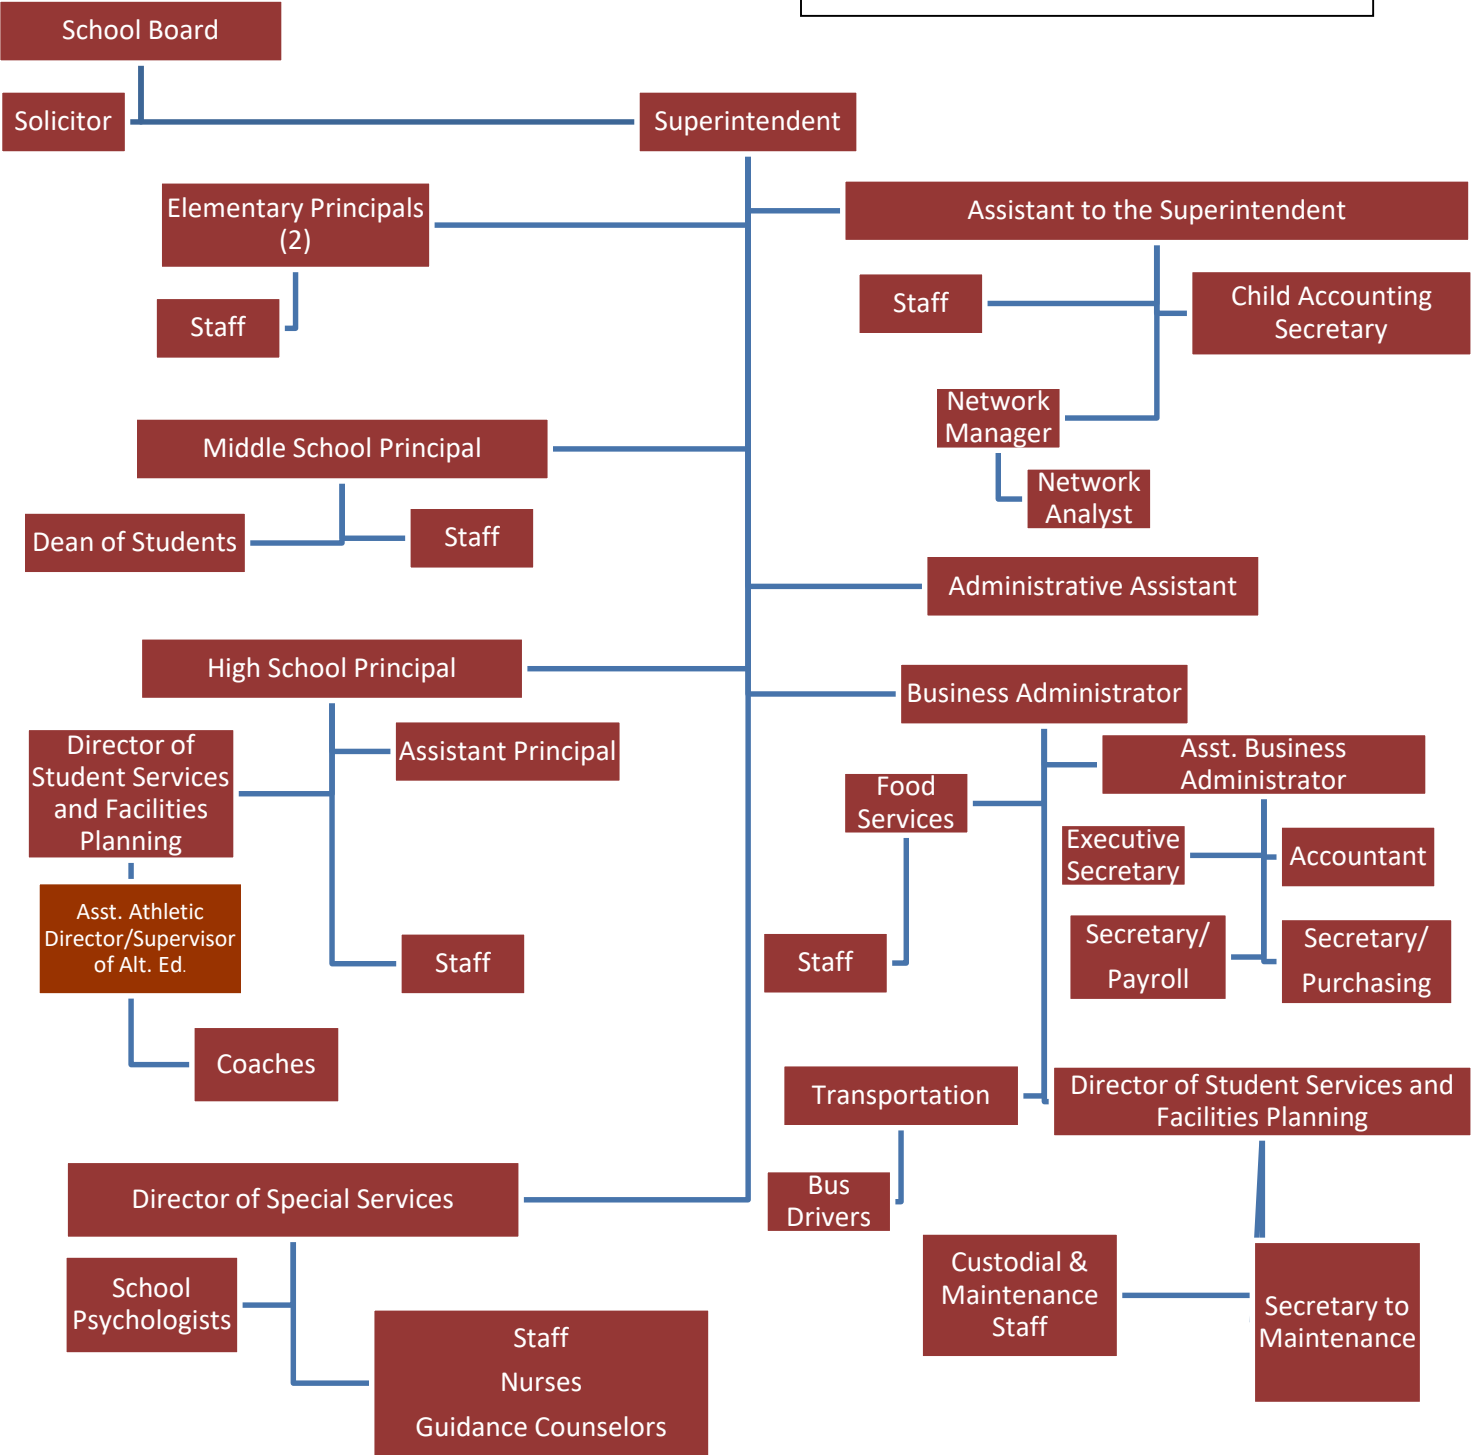 School Board
Solicitor
Superintendent
Elementary Principals
(2)
Staff
Assistant to the Superintendent
Staff
Child Accounting
Secretary
Network
Manager
Network
Analyst
Middle School Principal
Dean of Students
Staff
Administrative Assistant
High School Principal
Assistant Principal
Director of
Student Services
and Facilities
Planning
Asst. Athletic
Director/Supervisor
of Alt. Ed.
Staff
Coaches
Business Administrator
Asst. Business
Administrator
Food
Services
Executive
Secretary
Accountant
Staff
Secretary/
Payroll
Secretary/
Purchasing
Transportation
Director of Student Services and
Facilities Planning
Bus
Drivers
Custodial &
Maintenance
Staff
Secretary to
Maintenance
Director of Special Services
School
Psychologists
Staff
Nurses
Guidance Counselors